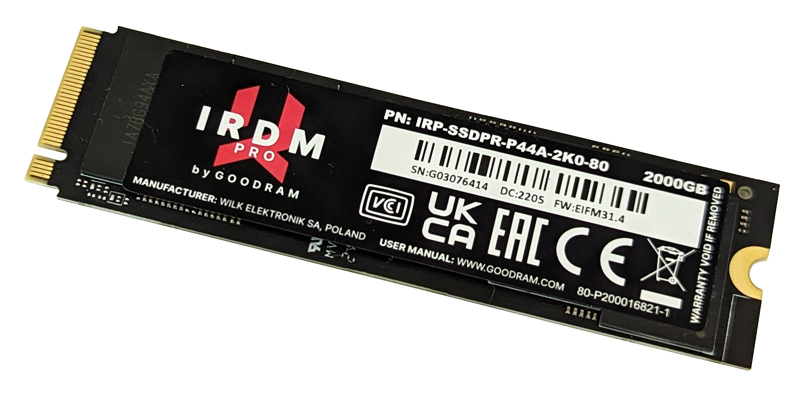 IRDM
PRO
by GOODRAM
MANUFACTURER: WILK ELEKTRONIK SA, POLAND
PN: IRP-SSDPR-P44A-2K0-80
2000GB
SN:G03076414 DC:2205 FW:EIFM31.4
VCI
UK
CA
EAC
CE
USER MANUAL: WWW.GOODRAM.COM
80-P200016821-1
WARRANTY VOID IF REMOVED